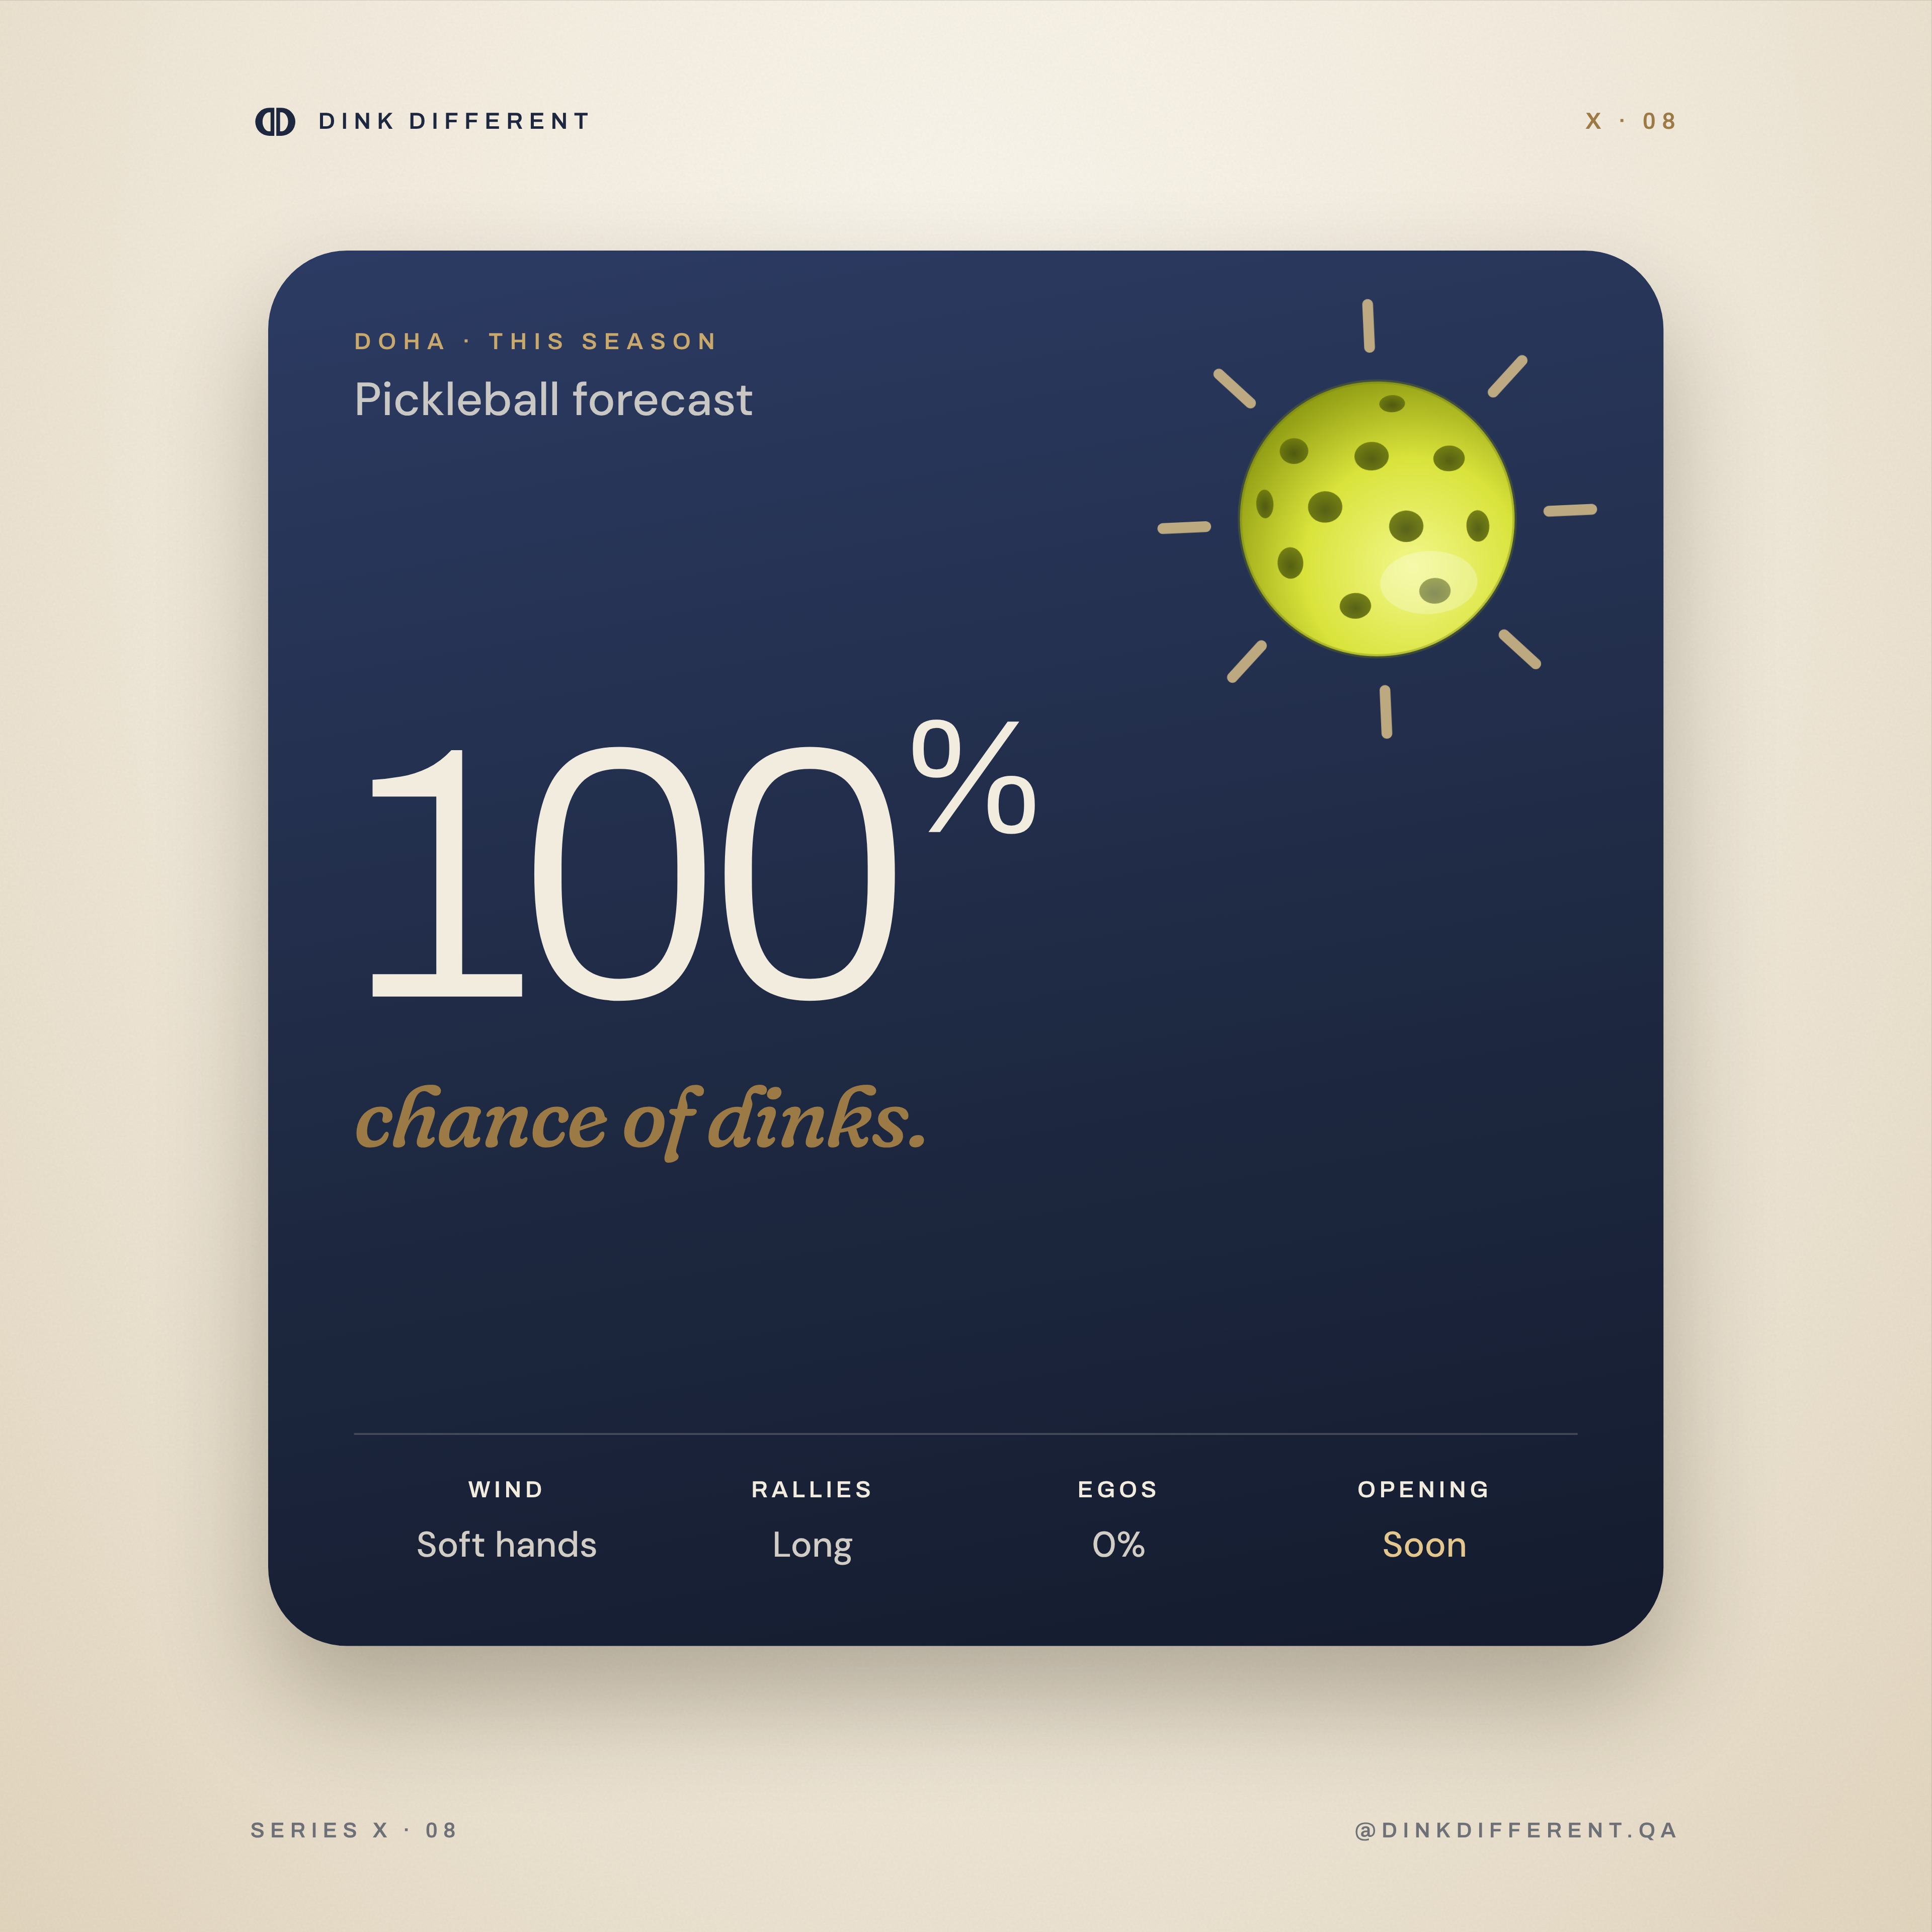 DINK DIFFERENT
X · 08
DOHA · THIS SEASON
Pickleball forecast
100%
chance of dinks.
WIND RALLIES EGOS OPENING
Soft hands Long 0% Soon
SERIES X · 08
@DINKDIFFERENT.QA